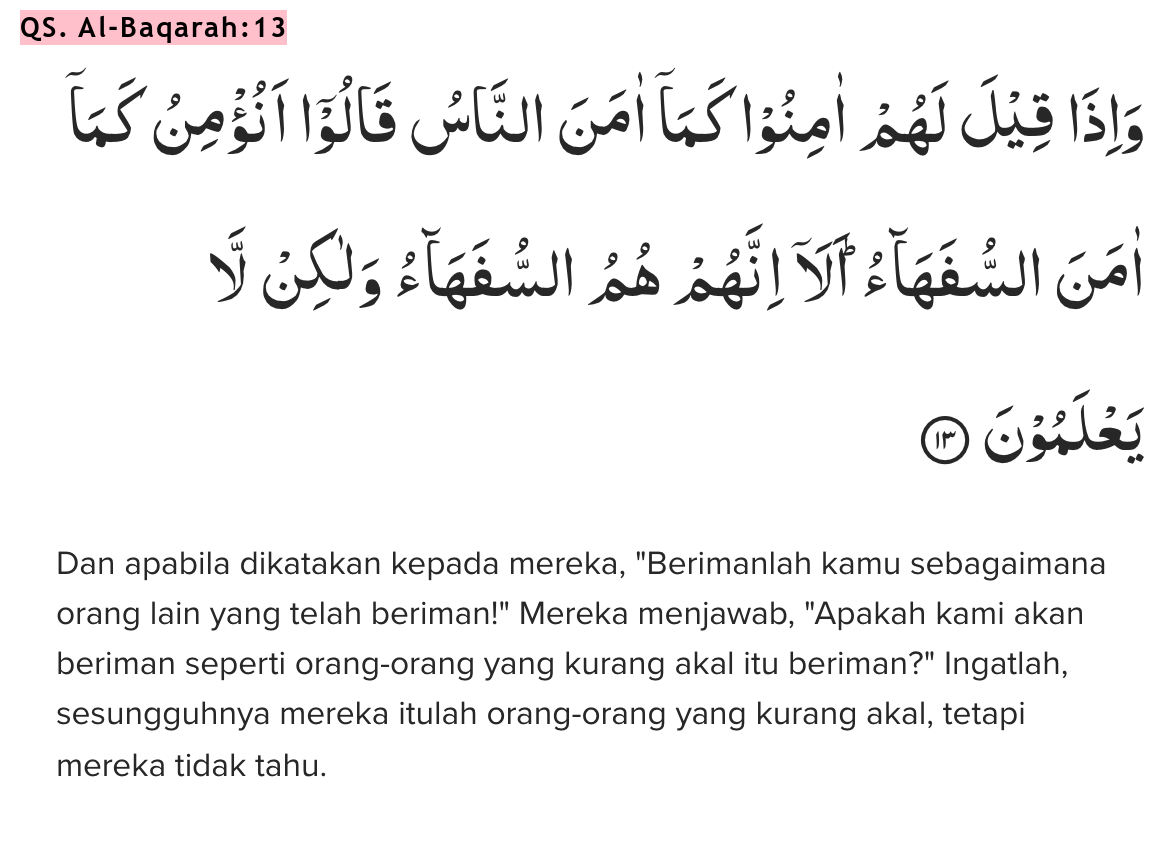 QS. Al-Baqarah:13
وَاِذَا قِيْلَ لَهُمْ اٰمِنُوْا كَمَآ اٰمَنَ النَّاسُ قَالُوْٓا اَنُؤْمِنُ كَمَآ
اٰمَنَ السُّفَهَاۤءُ ۗ اَلَآ اِنَّهُمْ هُمُ السُّفَهَاۤءُ وَلٰكِنْ لَّا
يَعْلَمُوْنَ ١٣
Dan apabila dikatakan kepada mereka, "Berimanlah kamu sebagaimana
orang lain yang telah beriman!" Mereka menjawab, "Apakah kami akan
beriman seperti orang-orang yang kurang akal itu beriman?" Ingatlah,
sesungguhnya mereka itulah orang-orang yang kurang akal, tetapi
mereka tidak tahu.